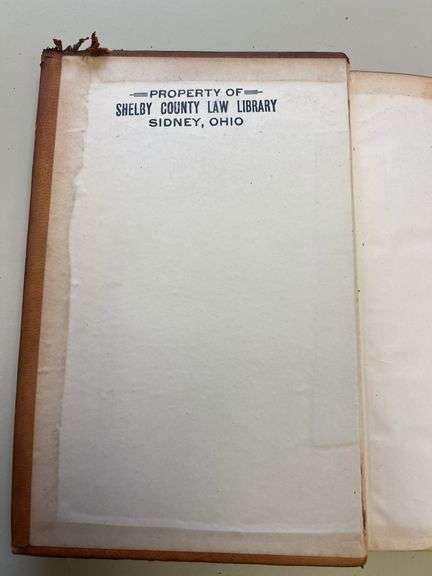 PROPERTY OF
SHELBY COUNTY LAW LIBRARY
SIDNEY, OHIO